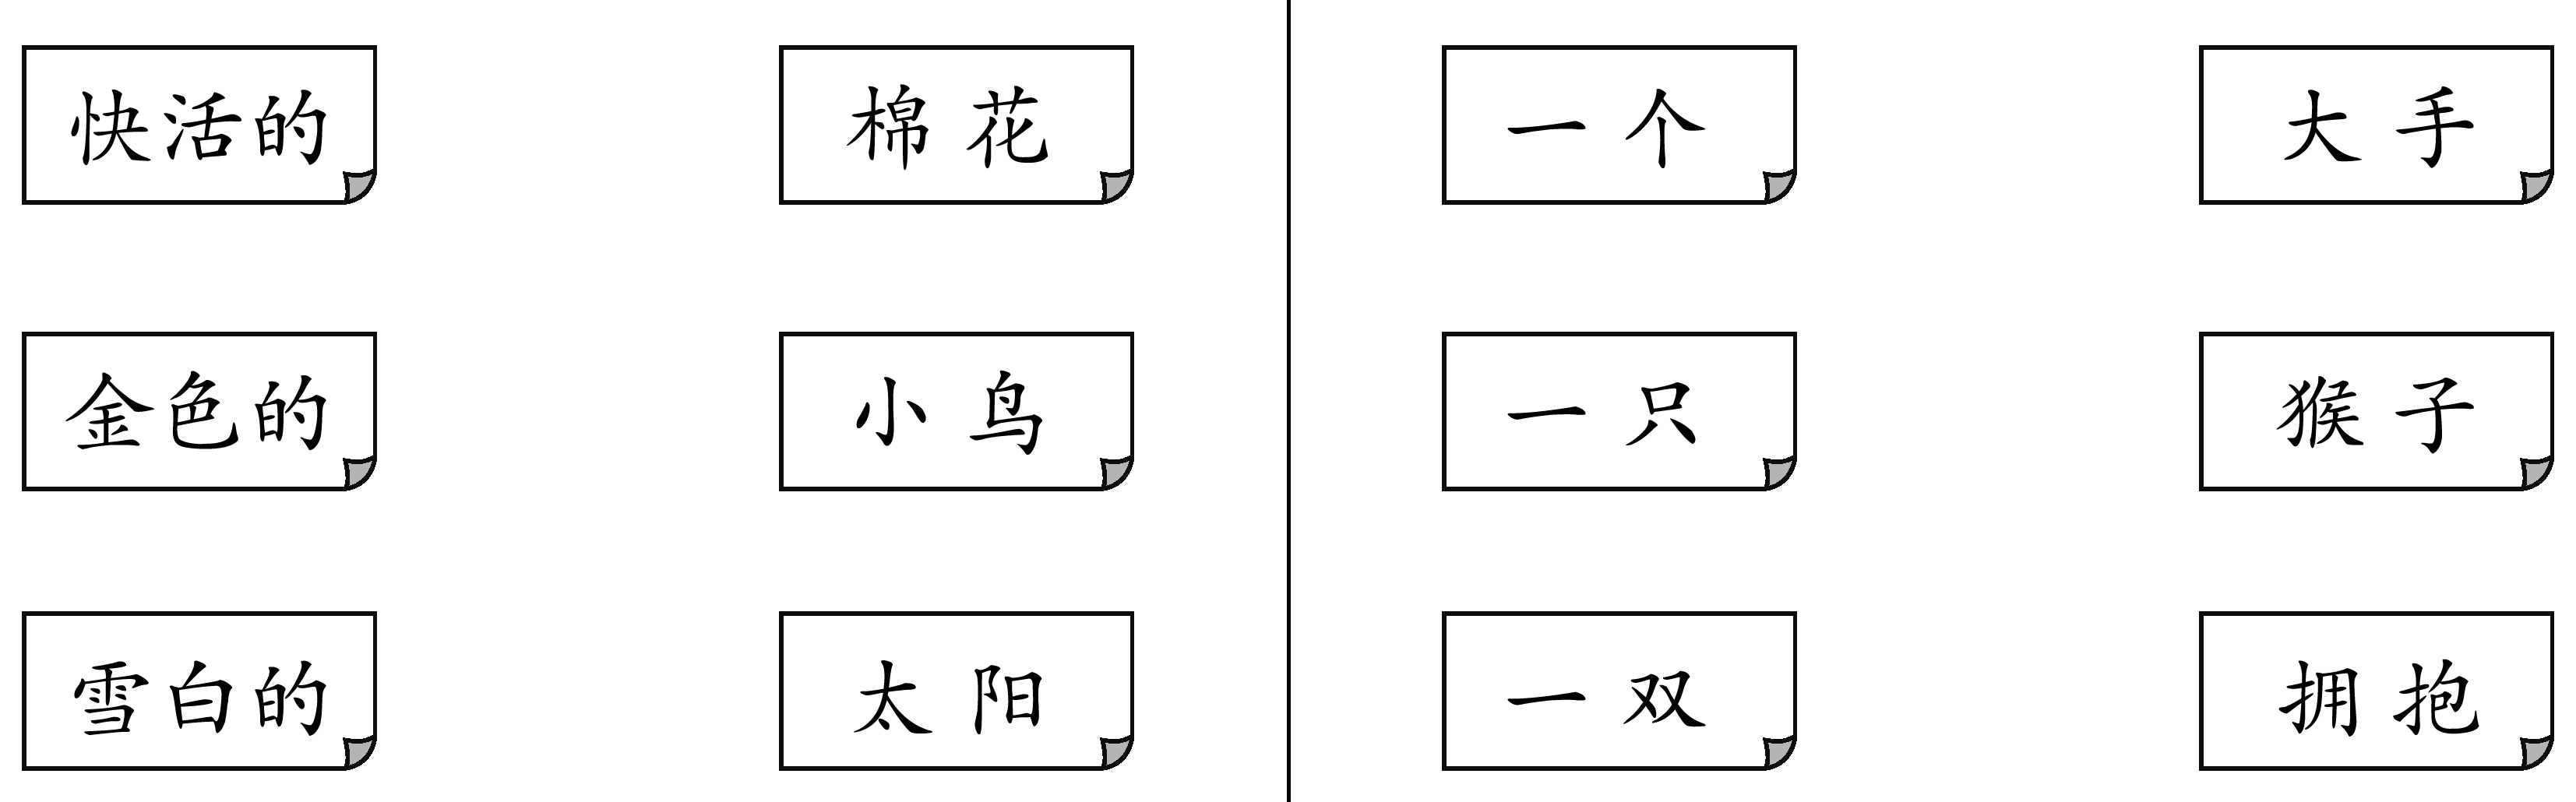 快活的 棉花 一个 大手
金色的 小鸟 一只 猴子
雪白的 太阳 一双 拥抱